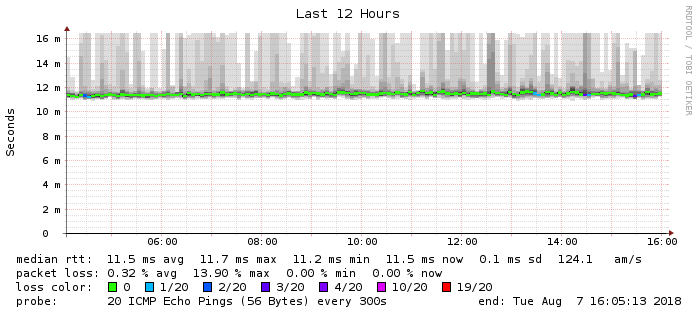 Last 12 Hours
RRDTOOL / TOBI OETIKER
Seconds
16 m
14 m
12 m
10 m
8 m
6 m
4 m
2 m
0
06:00 08:00 10:00 12:00 14:00 16:00
median rtt: 11.5 ms avg 11.7 ms max 11.2 ms min 11.5 ms now 0.1 ms sd 124.1 am/s
packet loss: 0.32 % avg 13.90 % max 0.00 % min 0.00 % now
loss color: 0 1/20 2/20 3/20 4/20 10/20 19/20
probe: 20 ICMP Echo Pings (56 Bytes) every 300s end: Tue Aug 7 16:05:13 2018